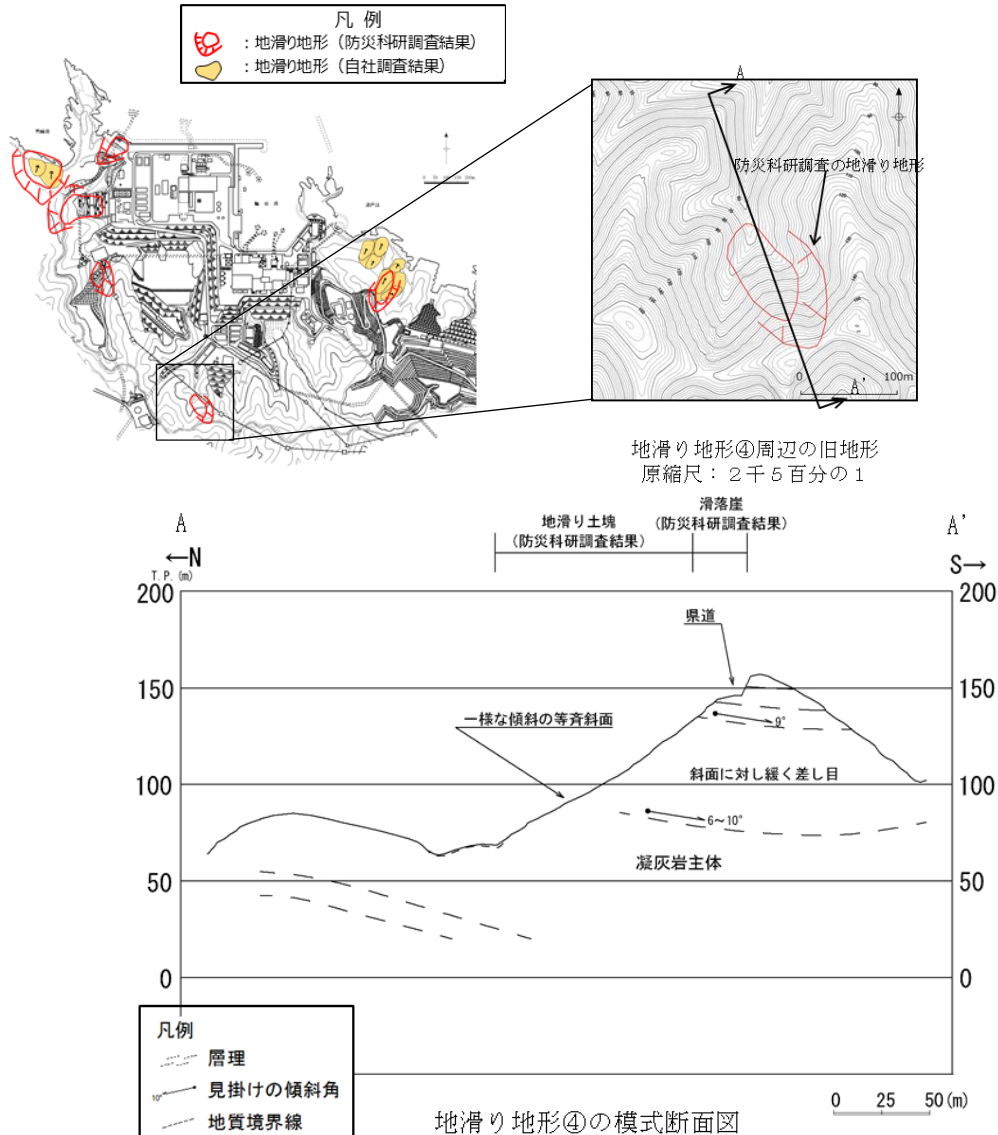 凡 例
：地滑り地形（防災科研調査結果）
：地滑り地形（自社調査結果）
A
防災科研調査の地滑り地形
0 100m
A'
地滑り地形④周辺の旧地形
原縮尺：２千５百分の１
滑落崖
(防災科研調査結果)
地滑り土塊
(防災科研調査結果)
A
A'
←N
S→
T.P.(m)
200
200
県道
150
150
一様な傾斜の等斉斜面
9°
斜面に対し緩く差し目
100
100
6～10°
凝灰岩主体
50
50
0
0
凡例
層理
10°
見掛けの傾斜角
地質境界線
地滑り地形④の模式断面図
0 25 50(m)